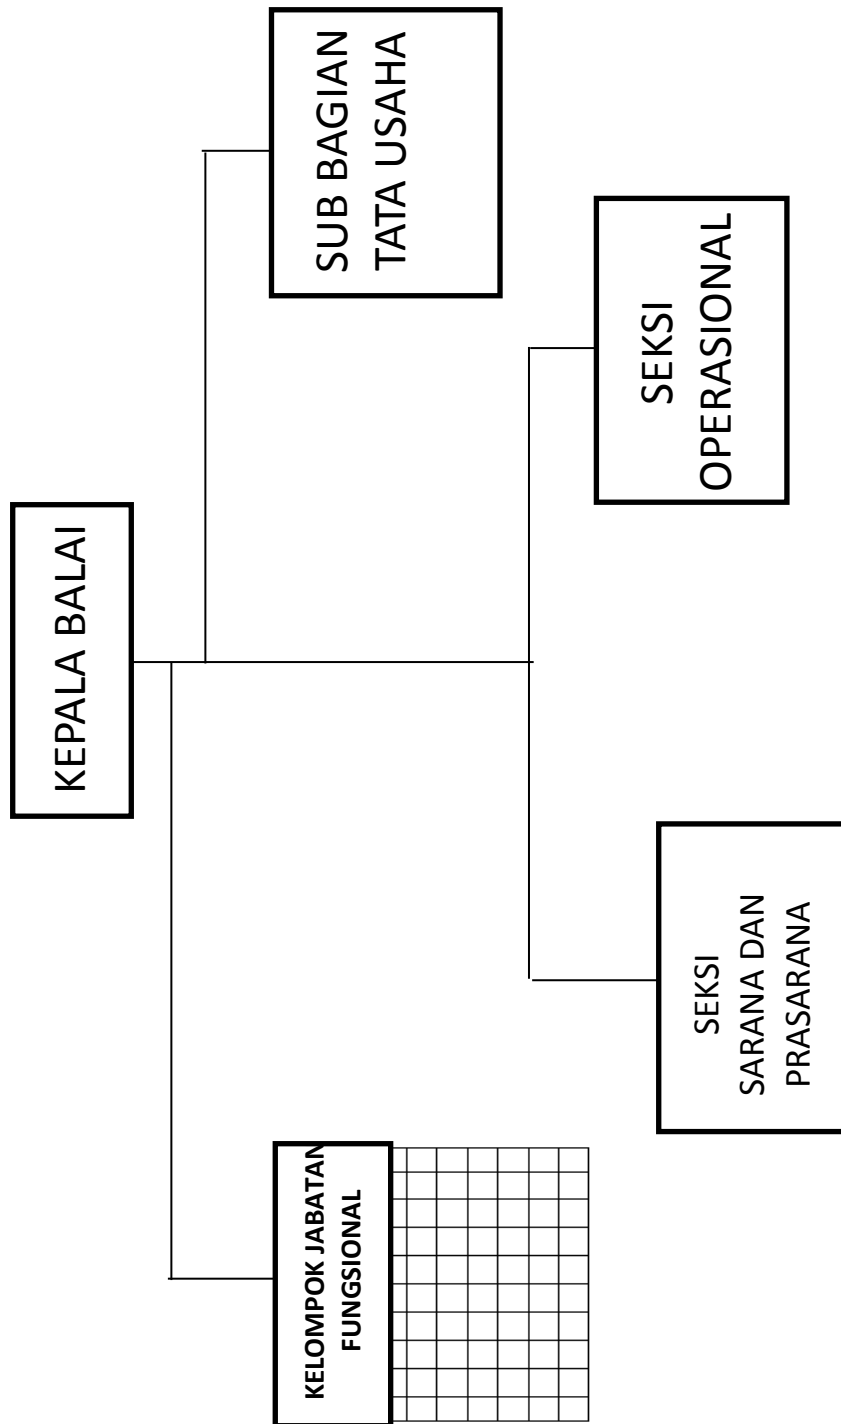 KEPALA BALAI
SUB BAGIAN
TATA USAHA
KELOMPOK JABATAN
FUNGSIONAL
SEKSI
SARANA DAN
PRASARANA
SEKSI
OPERASIONAL